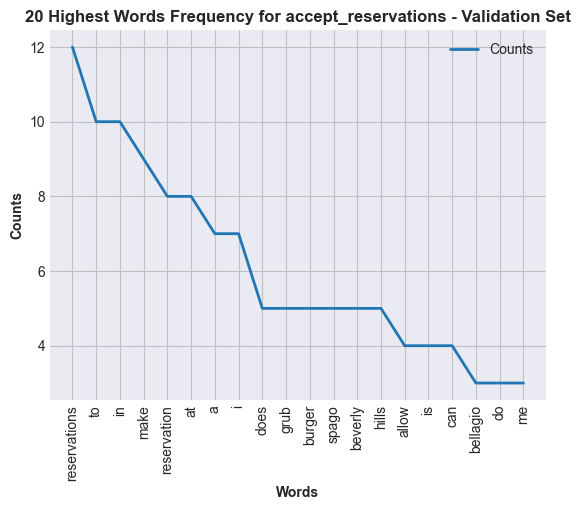 20 Highest Words Frequency for accept_reservations - Validation Set
Counts
12
10
8
6
4
Counts
reservations
to
in
make
reservation
at
a
i
does
grub
burger
spago
beverly
hills
allow
is
can
bellagio
do
me
Words